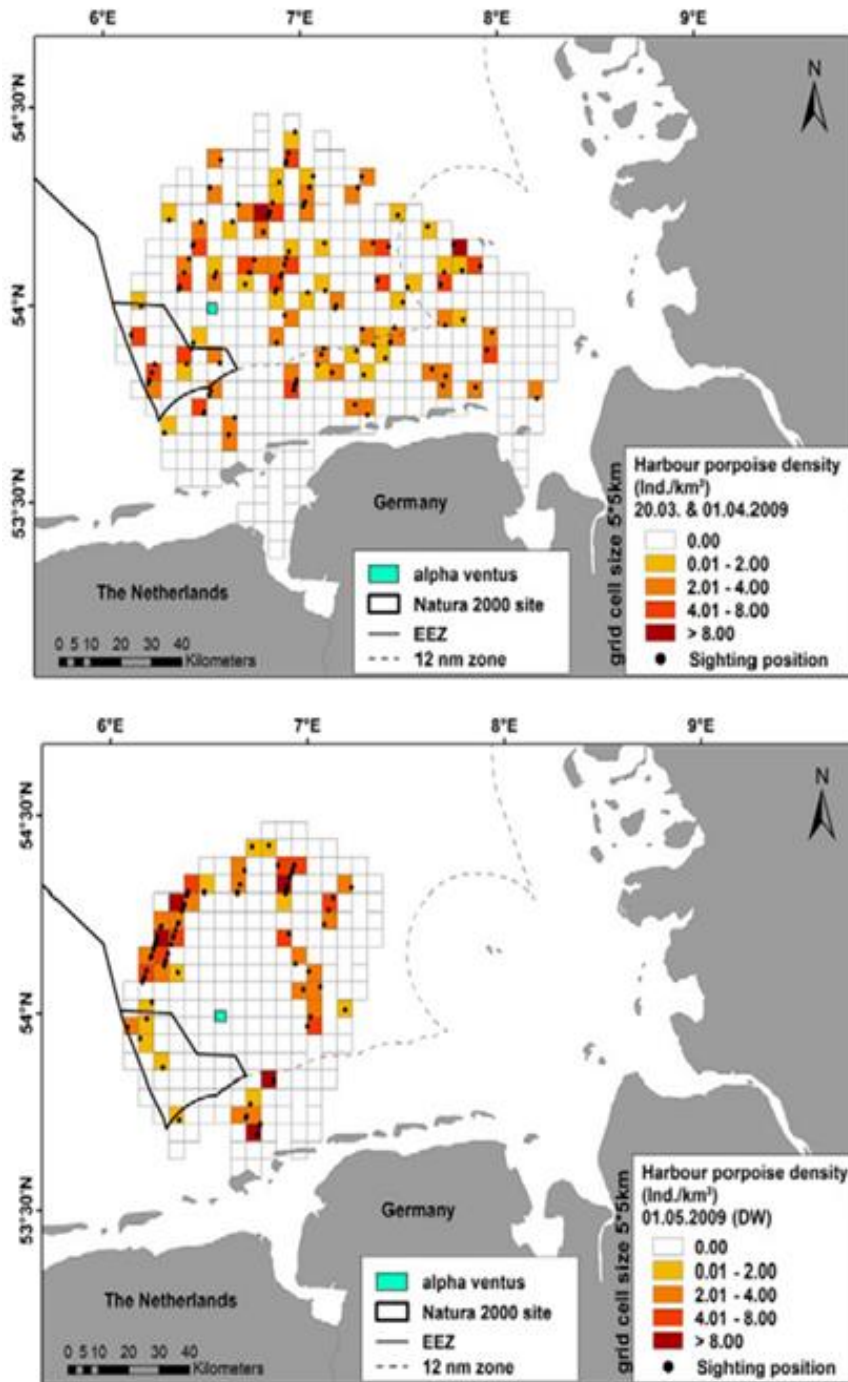 6°E 7°E 8°E 9°E
54°30'N
N
54°N
53°30'N
Germany
The Netherlands
0 5 10 20 30 40
Kilometers
alpha ventus
Natura 2000 site
EEZ
12 nm zone
grid cell size 5*5km
Harbour porpoise density
(Ind./km²)
20.03. & 01.04.2009
0.00
0.01 - 2.00
2.01 - 4.00
4.01 - 8.00
> 8.00
Sighting position
6°E 7°E 8°E 9°E
54°30'N
N
54°N
53°30'N
Germany
The Netherlands
0 5 10 20 30 40
Kilometers
alpha ventus
Natura 2000 site
EEZ
12 nm zone
grid cell size 5*5km
Harbour porpoise density
(Ind./km²)
01.05.2009 (DW)
0.00
0.01 - 2.00
2.01 - 4.00
4.01 - 8.00
> 8.00
Sighting position